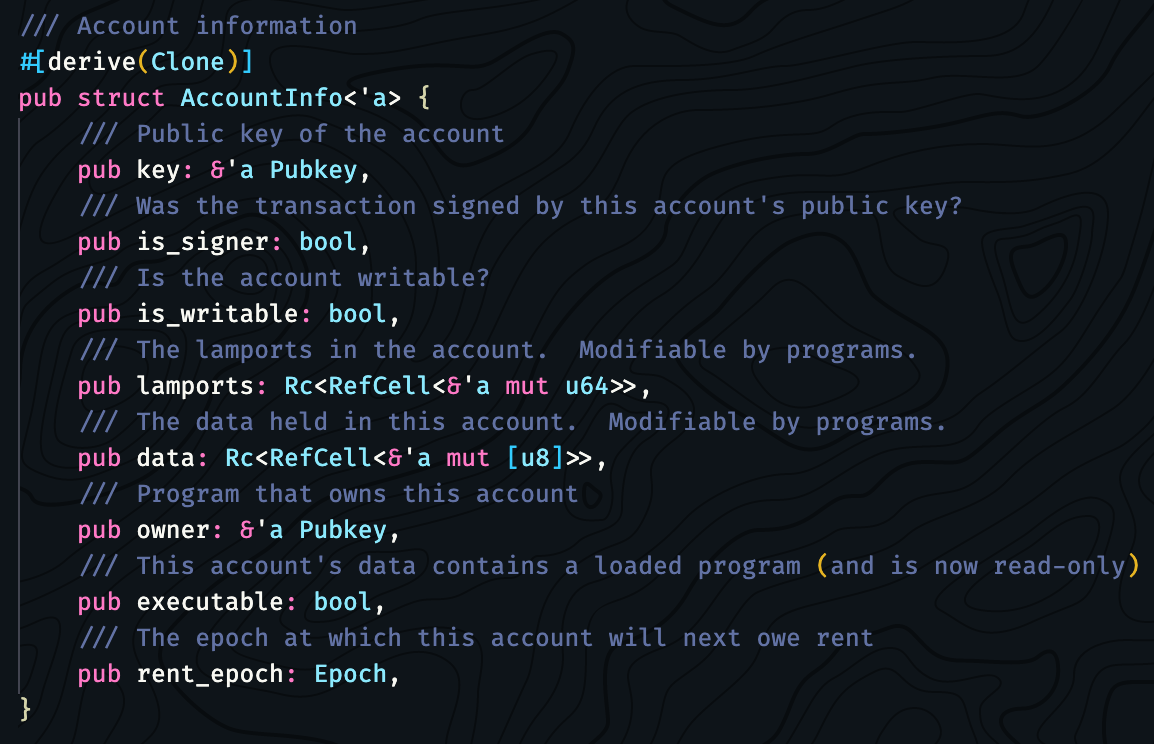 /// Account information
#[derive(Clone)]
pub struct AccountInfo<'a> {
    /// Public key of the account
    pub key: &'a Pubkey,
    /// Was the transaction signed by this account's public key?
    pub is_signer: bool,
    /// Is the account writable?
    pub is_writable: bool,
    /// The lamports in the account.  Modifiable by programs.
    pub lamports: Rc<RefCell<&'a mut u64>>,
    /// The data held in this account.  Modifiable by programs.
    pub data: Rc<RefCell<&'a mut [u8]>>,
    /// Program that owns this account
    pub owner: &'a Pubkey,
    /// This account's data contains a loaded program (and is now read-only)
    pub executable: bool,
    /// The epoch at which this account will next owe rent
    pub rent_epoch: Epoch,
}